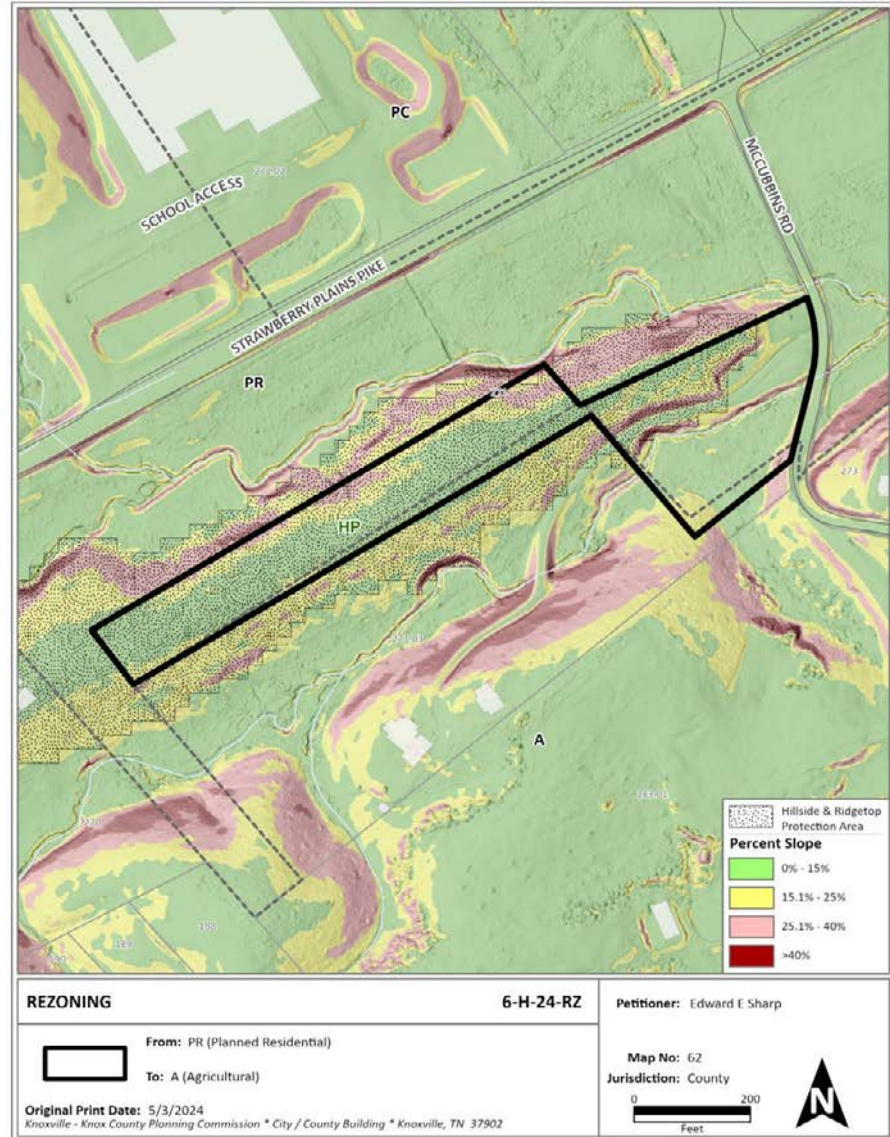 PC
SCHOOL ACCESS
MCCUBBINS RD
STRAWBERRY PLAINS PIKE
PR
HP
273
A
188
189
Hillside & Ridgetop
Protection Area
Percent Slope
0% - 15%
15.1% - 25%
25.1% - 40%
>40%
REZONING
6-H-24-RZ
From: PR (Planned Residential)
To: A (Agricultural)
Original Print Date: 5/3/2024
Knoxville - Knox County Planning Commission * City / County Building * Knoxville, TN 37902
Petitioner: Edward E Sharp
Map No: 62
Jurisdiction: County
0 200
Feet
N